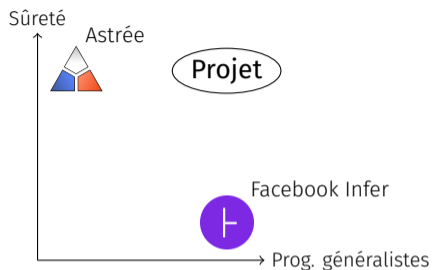 Sûreté
Astrée
Projet
Facebook Infer
Prog. généralistes